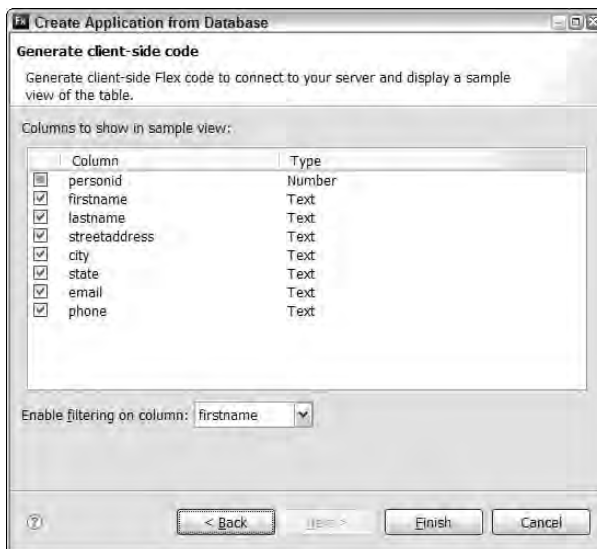 Fx Create Application from Database
Generate client-side code
Generate client-side Flex code to connect to your server and display a sample
view of the table.
Columns to show in sample view:
Column Type
personid Number
firstname Text
lastname Text
streetaddress Text
city Text
state Text
email Text
phone Text
Enable filtering on column: firstname
? < Back Next > Finish Cancel